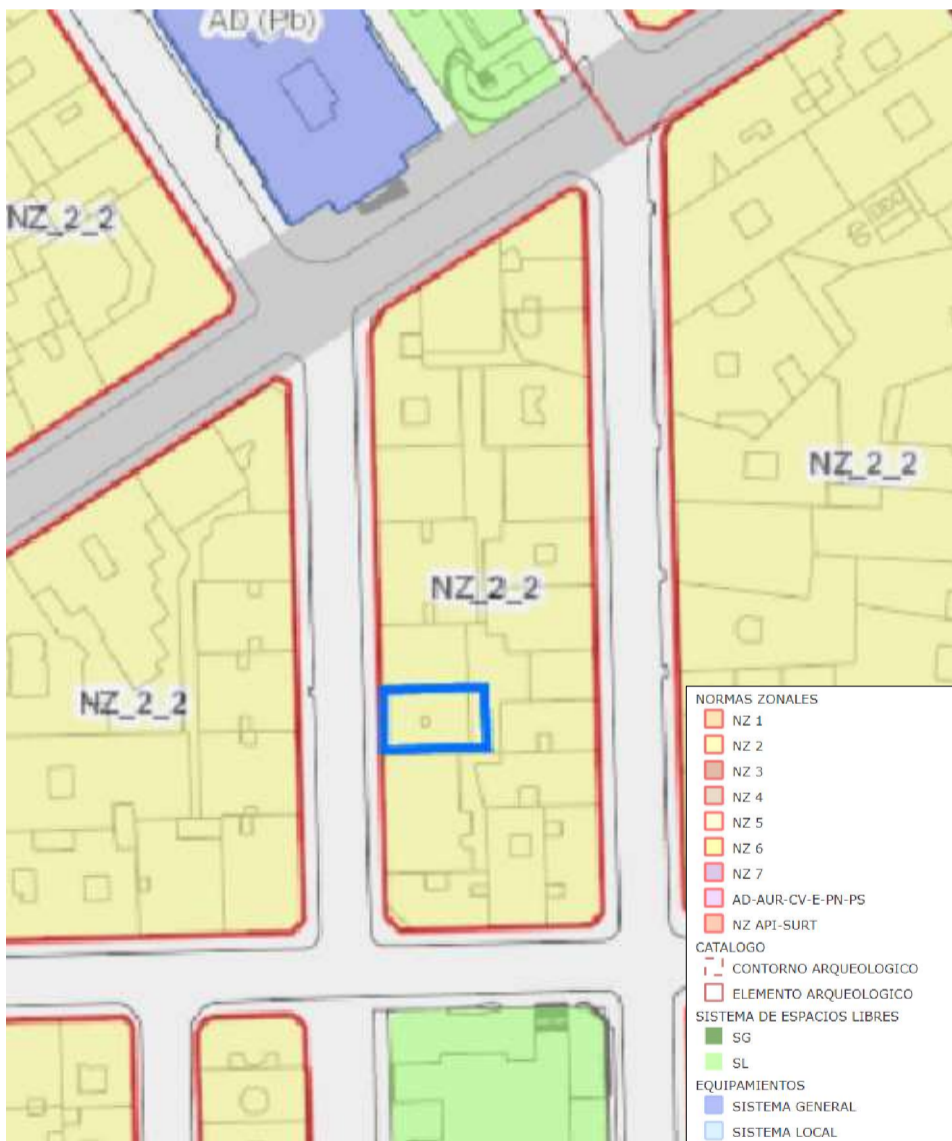 AD (Pb)
NZ_2_2
NZ_2_2
NZ_2_2
NZ_2_2
NORMAS ZONALES
NZ 1
NZ 2
NZ 3
NZ 4
NZ 5
NZ 6
NZ 7
AD-AUR-CV-E-PN-PS
NZ API-SURT
CATALOGO
CONTORNO ARQUEOLOGICO
ELEMENTO ARQUEOLOGICO
SISTEMA DE ESPACIOS LIBRES
SG
SL
EQUIPAMIENTOS
SISTEMA GENERAL
SISTEMA LOCAL